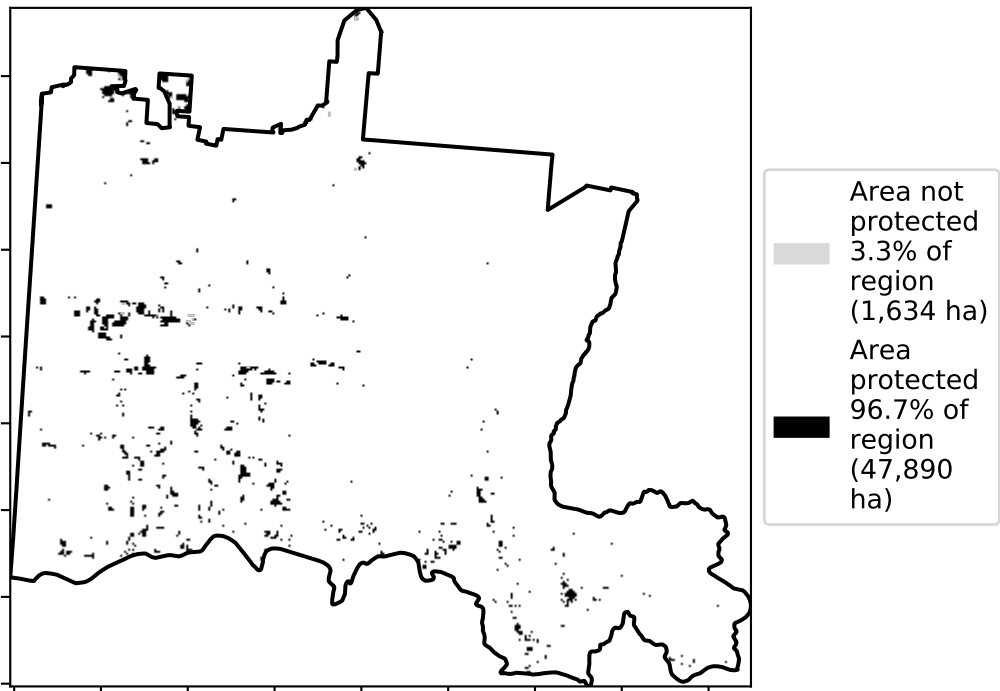 Area not
protected
3.3% of
region
(1,634 ha)
Area
protected
96.7% of
region
(47,890
ha)